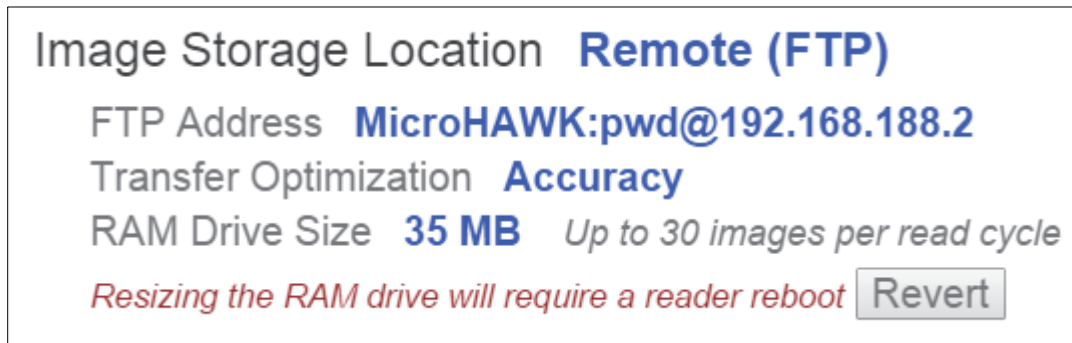 Image Storage Location Remote (FTP)
FTP Address MicroHAWK:pwd@192.168.188.2
Transfer Optimization Accuracy
RAM Drive Size 35 MB Up to 30 images per read cycle
Resizing the RAM drive will require a reader reboot Revert